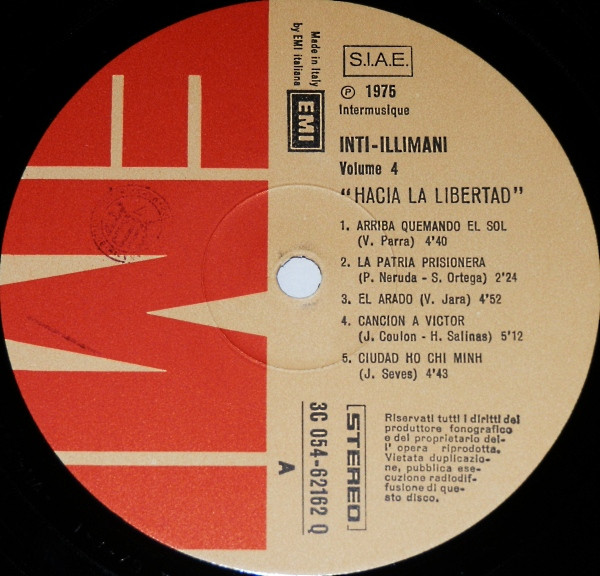 Made in Italy
by EMI italiana
EMI
S.I.A.E.
℗ 1975
Intermusique
INTI-ILLIMANI
Volume 4
"HACIA LA LIBERTAD"
1. ARRIBA QUEMANDO EL SOL
(V. Parra) 4'40
2. LA PATRIA PRISIONERA
(P. Neruda - S. Ortega) 2'24
3. EL ARADO (V. Jara) 4'52
4. CANCION A VICTOR
(J. Coulon - H. Salinas) 5'12
5. CIUDAD HO CHI MINH
(J. Seves) 4'43
3C 054-62162 Q
A
STEREO
Riservati tutti i diritti del
produttore fonografico
e del proprietario del-
l' opera riprodotta.
Vietata duplicazio-
ne, pubblica ese-
cuzione radiodif-
fusione di que-
sto disco.